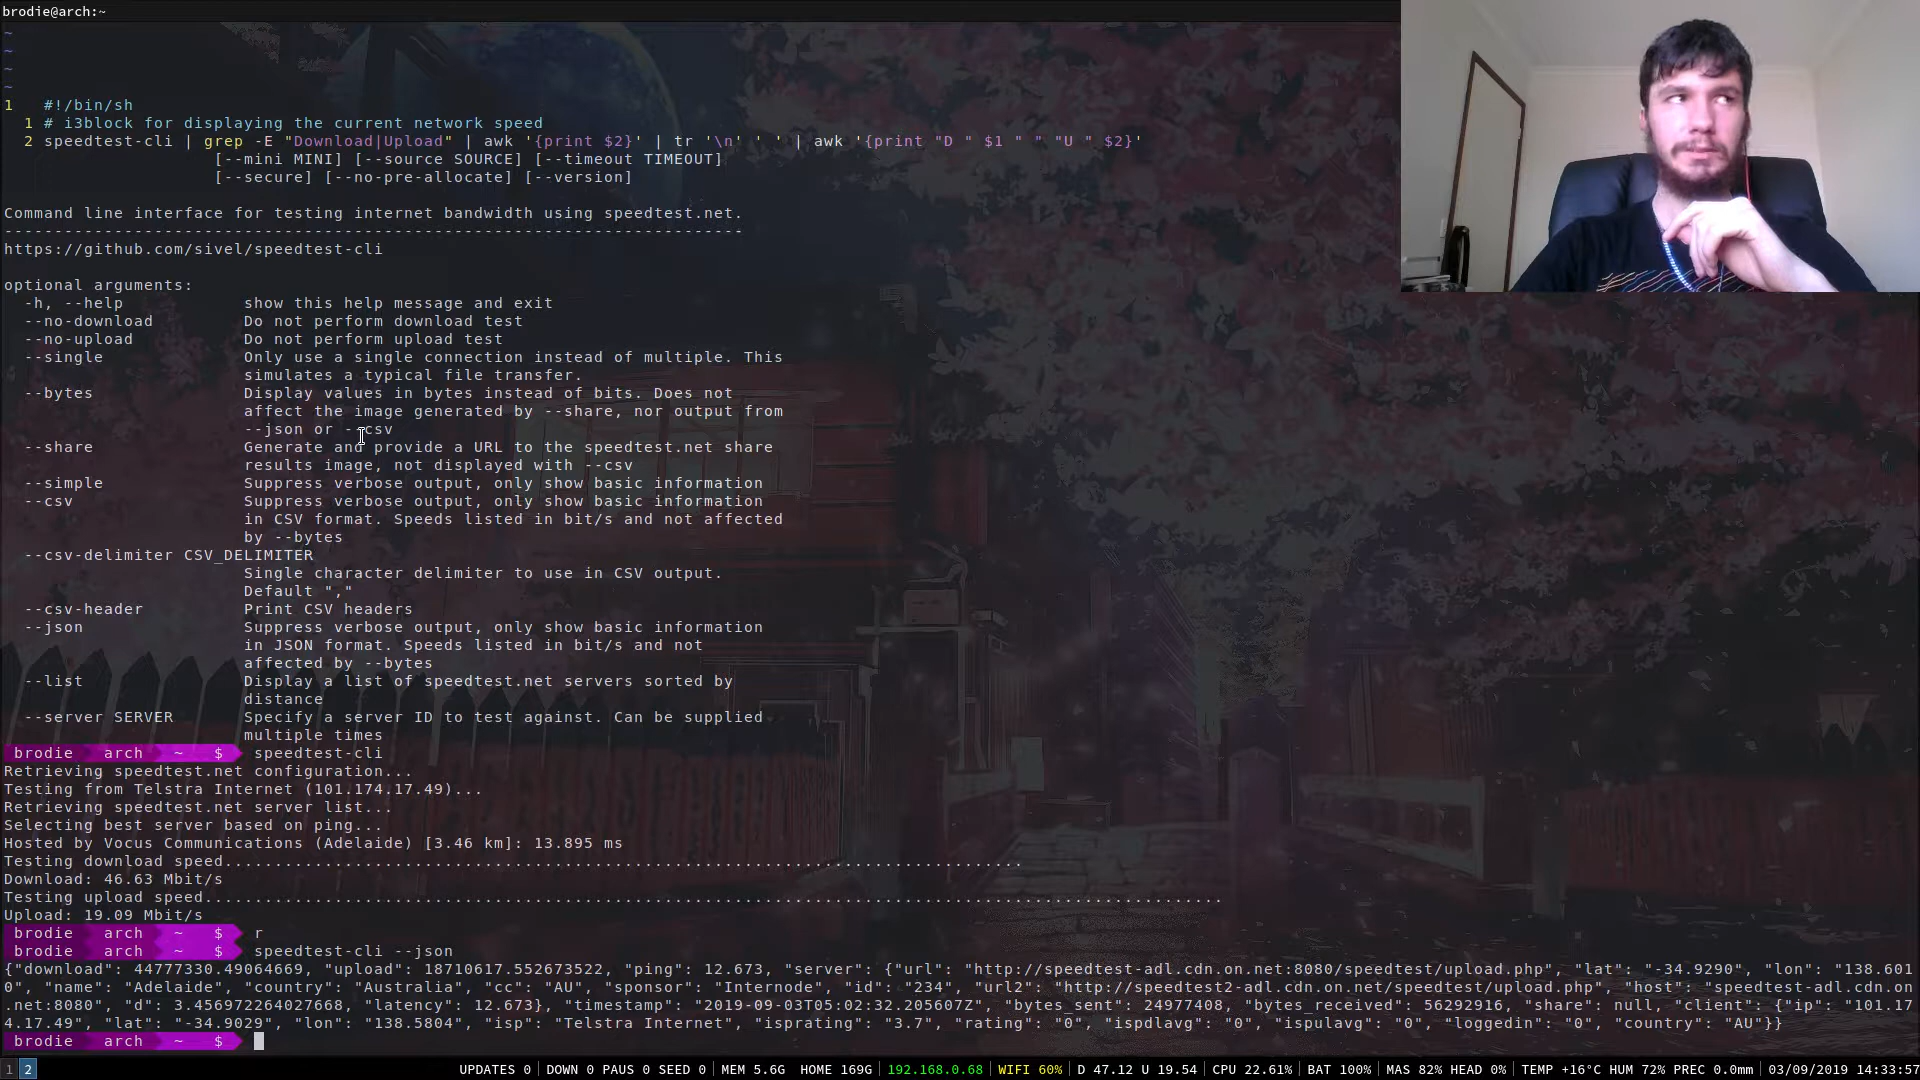 brodie@arch:~
~
~
~
~
1 #!/bin/sh
1 # i3block for displaying the current network speed
2 speedtest-cli | grep -E "Download|Upload" | awk '{print $2}' | tr '\n' ' ' | awk '{print "D " $1 " " "U " $2}'
[--mini MINI] [--source SOURCE] [--timeout TIMEOUT]
[--secure] [--no-pre-allocate] [--version]
Command line interface for testing internet bandwidth using speedtest.net.
--------------------------------------------------------------------------
https://github.com/sivel/speedtest-cli
optional arguments:
-h, --help show this help message and exit
--no-download Do not perform download test
--no-upload Do not perform upload test
--single Only use a single connection instead of multiple. This
simulates a typical file transfer.
--bytes Display values in bytes instead of bits. Does not
affect the image generated by --share, nor output from
--json or --csv
--share Generate and provide a URL to the speedtest.net share
results image, not displayed with --csv
--simple Suppress verbose output, only show basic information
--csv Suppress verbose output, only show basic information
in CSV format. Speeds listed in bit/s and not affected
by --bytes
--csv-delimiter CSV_DELIMITER
Single character delimiter to use in CSV output.
Default ","
--csv-header Print CSV headers
--json Suppress verbose output, only show basic information
in JSON format. Speeds listed in bit/s and not
affected by --bytes
--list Display a list of speedtest.net servers sorted by
distance
--server SERVER Specify a server ID to test against. Can be supplied
multiple times
brodie arch ~ $ speedtest-cli
Retrieving speedtest.net configuration...
Testing from Telstra Internet (101.174.17.49)...
Retrieving speedtest.net server list...
Selecting best server based on ping...
Hosted by Vocus Communications (Adelaide) [3.46 km]: 13.895 ms
Testing download speed................................................................................
Download: 46.63 Mbit/s
Testing upload speed......................................................................................................
Upload: 19.09 Mbit/s
brodie arch ~ $ r
brodie arch ~ $ speedtest-cli --json
{"download": 44777330.49064669, "upload": 18710617.552673522, "ping": 12.673, "server": {"url": "http://speedtest-adl.cdn.on.net:8080/speedtest/upload.php", "lat": "-34.9290", "lon": "138.601
0", "name": "Adelaide", "country": "Australia", "cc": "AU", "sponsor": "Internode", "id": "234", "url2": "http://speedtest2-adl.cdn.on.net/speedtest/upload.php", "host": "speedtest-adl.cdn.on
.net:8080", "d": 3.456972264027668, "latency": 12.673}, "timestamp": "2019-09-03T05:02:32.205607Z", "bytes_sent": 24977408, "bytes_received": 56292916, "share": null, "client": {"ip": "101.17
4.17.49", "lat": "-34.9029", "lon": "138.5804", "isp": "Telstra Internet", "isprating": "3.7", "rating": "0", "ispdlavg": "0", "ispulavg": "0", "loggedin": "0", "country": "AU"}}
brodie arch ~ $
1 2 UPDATES 0 | DOWN 0 PAUS 0 SEED 0 | MEM 5.6G | HOME 169G | 192.168.0.68 | WIFI 60% | D 47.12 U 19.54 | CPU 22.61% | BAT 100% | MAS 82% HEAD 0% | TEMP +16°C HUM 72% PREC 0.0mm | 03/09/2019 14:33:57